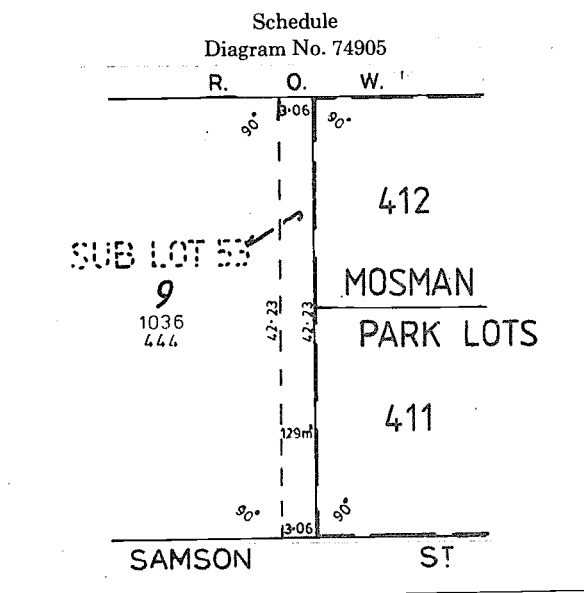 Schedule
Diagram No. 74905
R. O. W.
3·06
90° 90°
412
SUB LOT 53
9
1036
444
42·23 42·23
MOSMAN
PARK LOTS
411
129m²
90° 90°
3·06
SAMSON ST